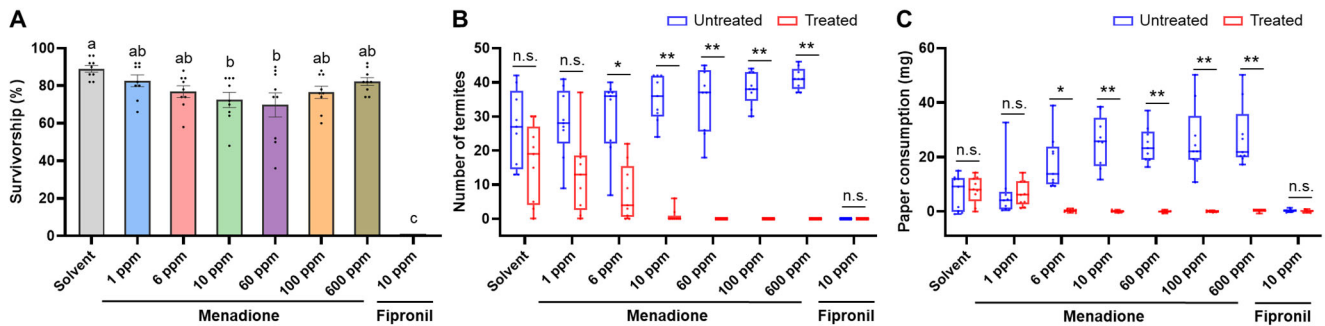 A
Survivorship (%)
100
80
60
40
20
0
a
ab
ab
b
b
ab
ab
c
Solvent
1 ppm
6 ppm
10 ppm
60 ppm
100 ppm
600 ppm
10 ppm
Menadione
Fipronil
B
Untreated
Treated
Number of termites
50
40
30
20
10
0
n.s.
n.s.
*
**
**
**
**
n.s.
Solvent
1 ppm
6 ppm
10 ppm
60 ppm
100 ppm
600 ppm
10 ppm
Menadione
Fipronil
C
Untreated
Treated
Paper consumption (mg)
60
40
20
0
n.s.
n.s.
*
**
**
**
**
n.s.
Solvent
1 ppm
6 ppm
10 ppm
60 ppm
100 ppm
600 ppm
10 ppm
Menadione
Fipronil